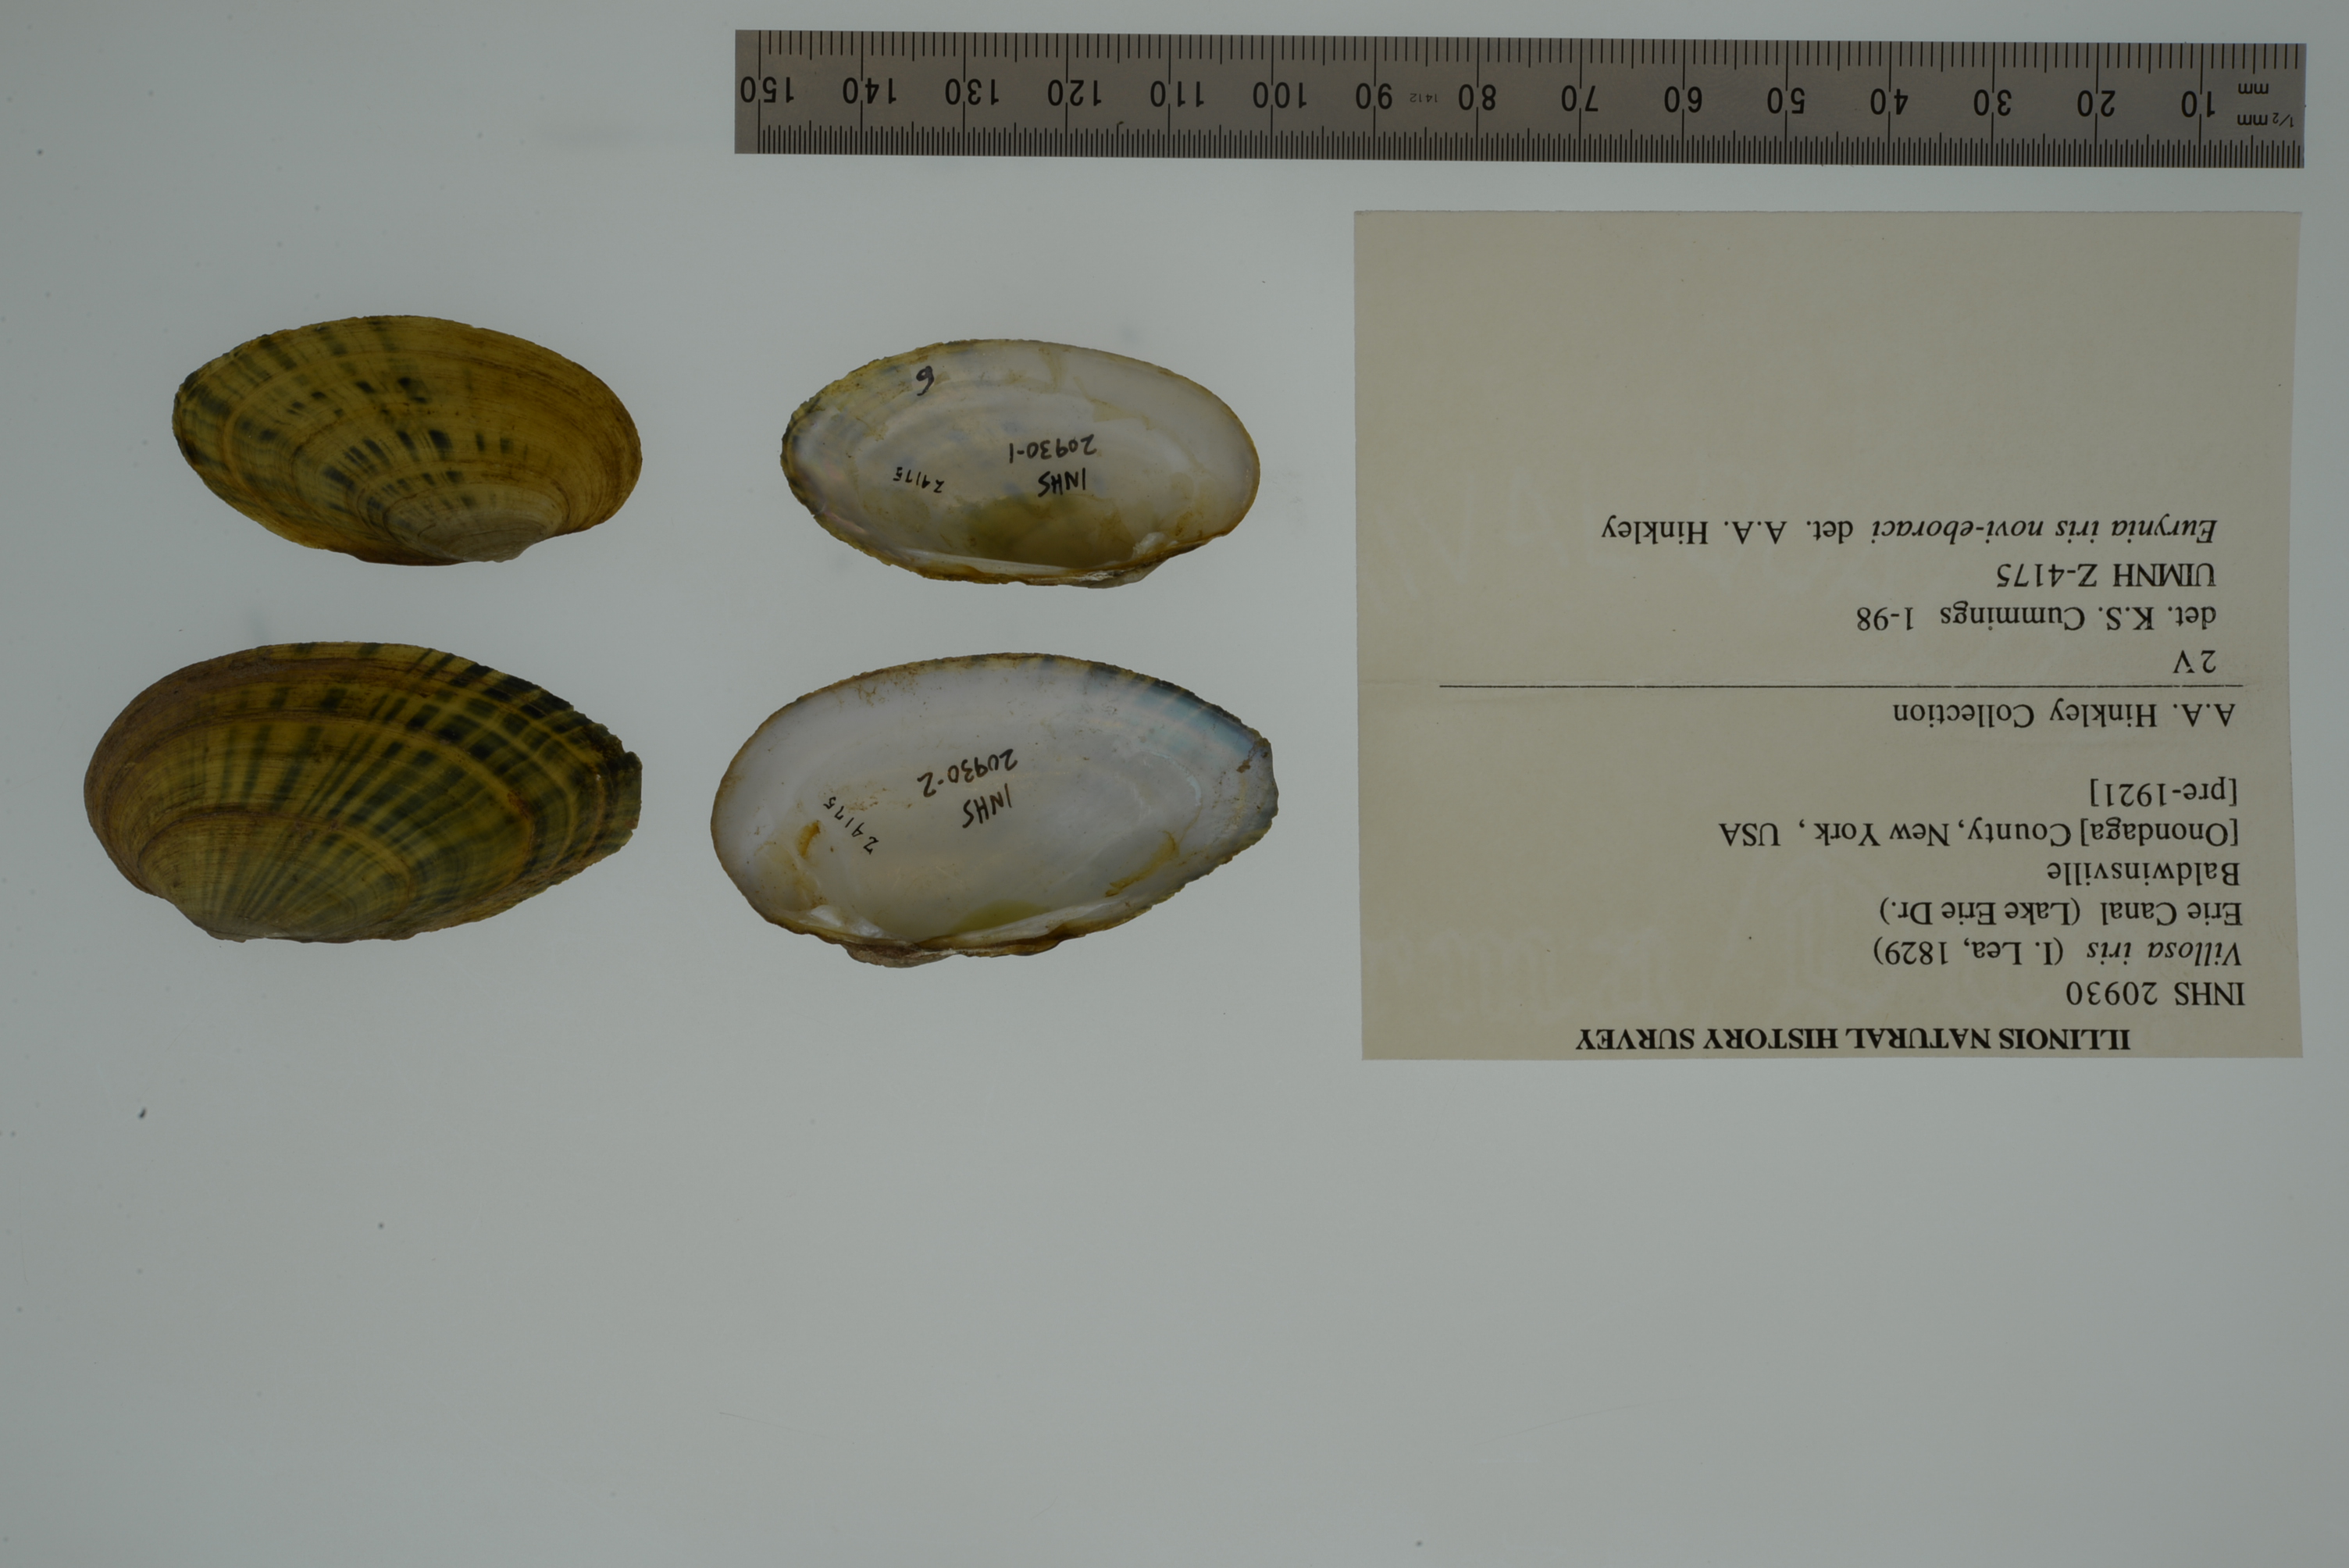 ILLINOIS NATURAL HISTORY SURVEY
INHS 20930
Villosa iris (I. Lea, 1829)
Erie Canal (Lake Erie Dr.)
Baldwinsville
[Onondaga] County, New York , USA
[pre-1921]
A.A. Hinkley Collection
2 V
det. K.S. Cummings 1-98
UIMNH Z-4175
Eurynia iris novi-eboraci det. A.A. Hinkley
Z4175
INHS
20930-2
Z4175
INHS
20930-1
6
1/2 mm
mm
10 20 30 40 50 60 70 80 1412 90 100 110 120 130 140 150